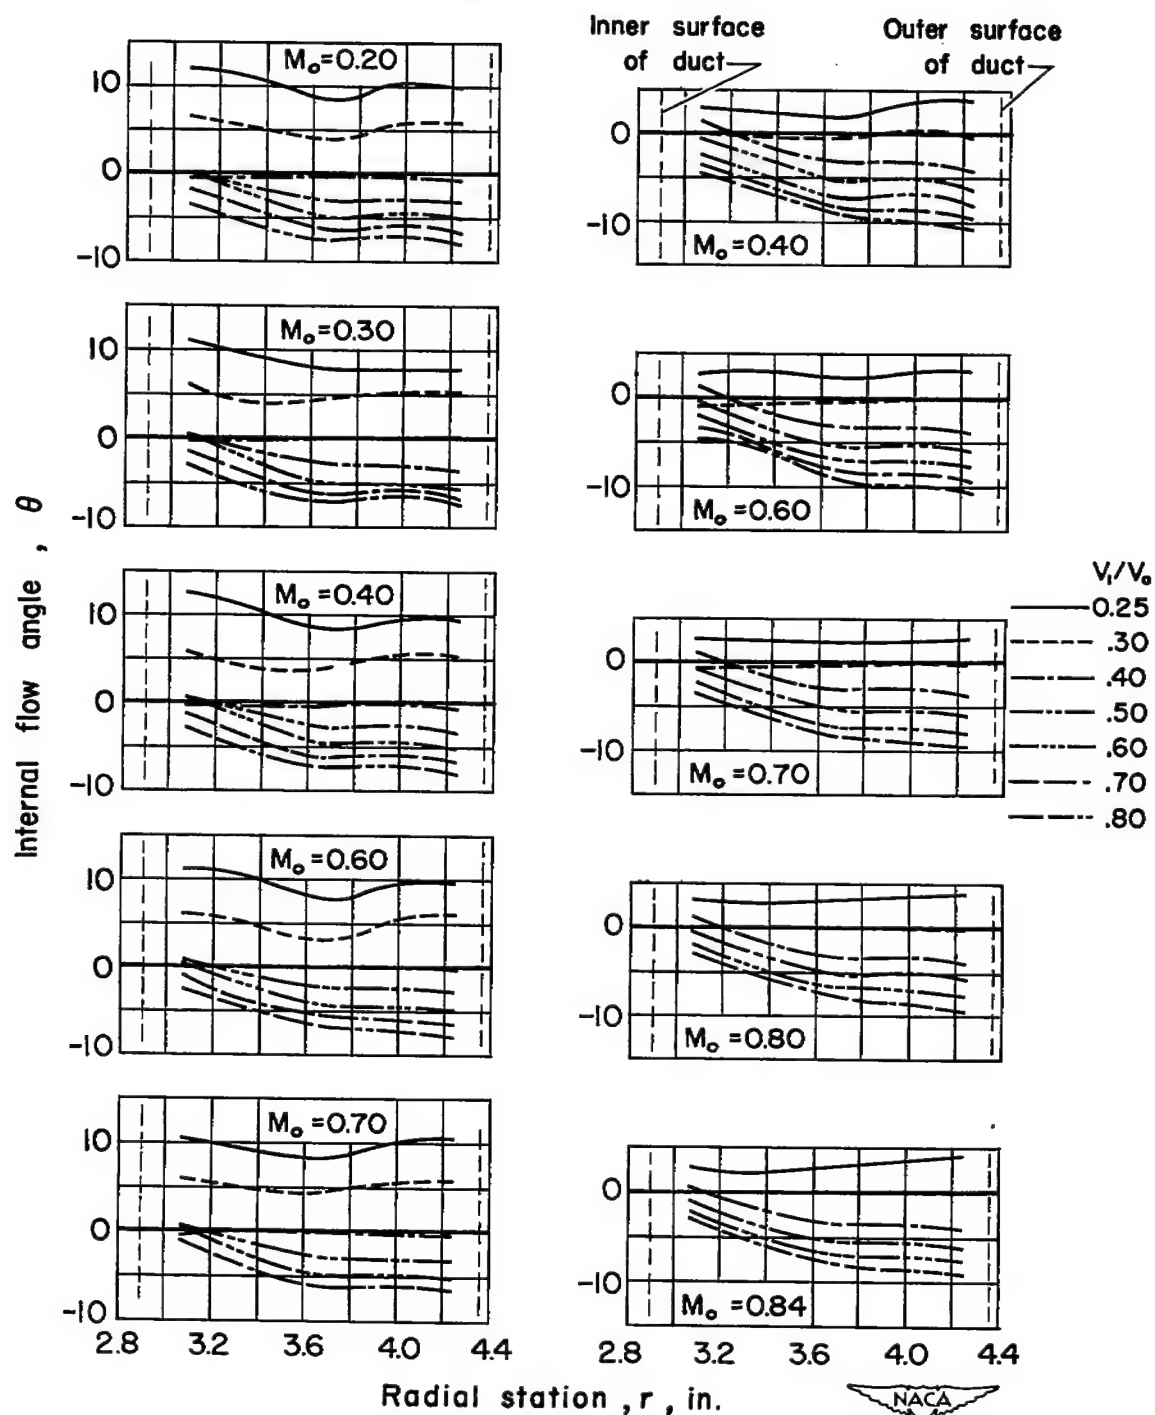 Inner surface of duct
Outer surface of duct
Internal flow angle, θ
M₀=0.20
10
0
-10
M₀=0.30
10
0
-10
M₀=0.40
10
0
-10
M₀=0.60
10
0
-10
M₀=0.70
10
0
-10
2.8 3.2 3.6 4.0 4.4
M₀=0.40
0
-10
M₀=0.60
0
-10
M₀=0.70
0
-10
M₀=0.80
0
-10
M₀=0.84
0
-10
2.8 3.2 3.6 4.0 4.4
V₁/V₀
0.25
.30
.40
.50
.60
.70
.80
Radial station, r, in.
NACA